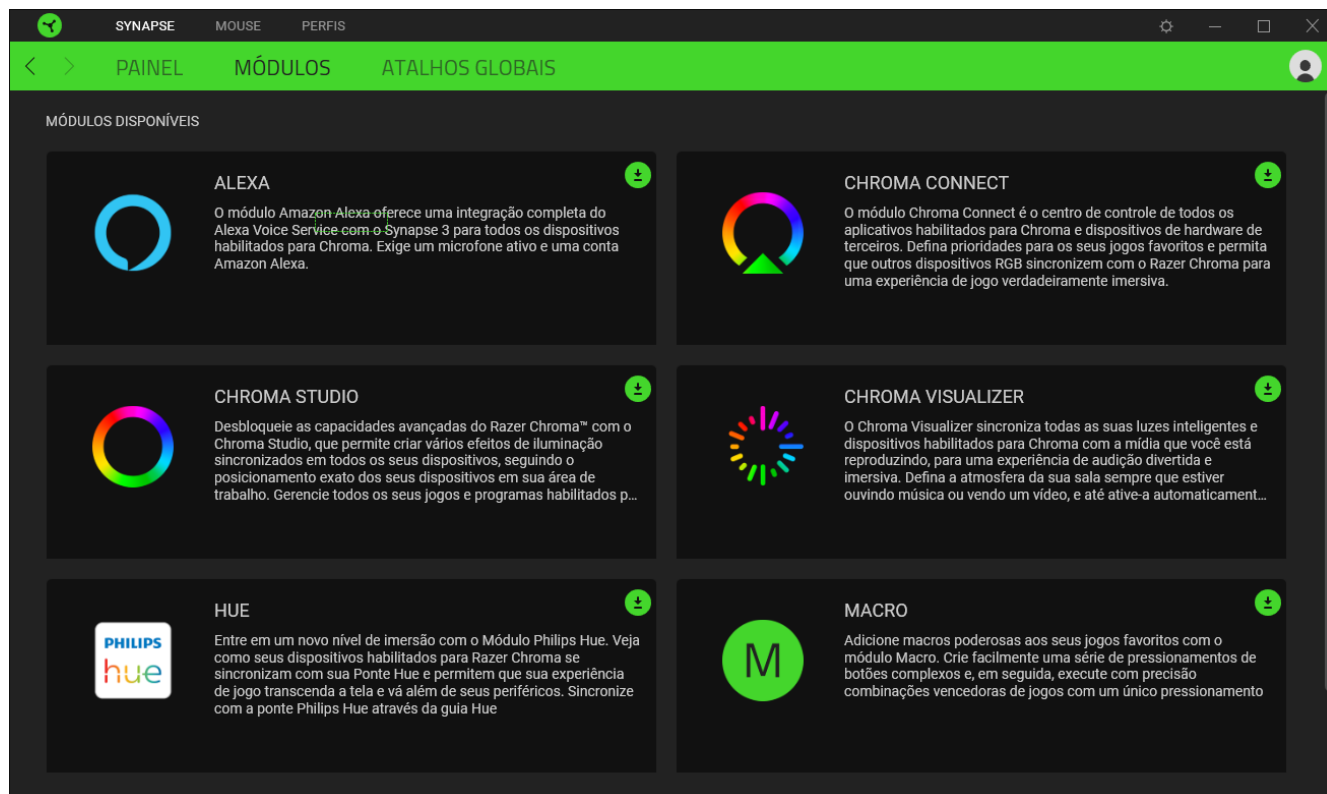 SYNAPSE MOUSE PERFIS
PAINEL MÓDULOS ATALHOS GLOBAIS
MÓDULOS DISPONÍVEIS
ALEXA
O módulo Amazon Alexa oferece uma integração completa do
Alexa Voice Service com o Synapse 3 para todos os dispositivos
habilitados para Chroma. Exige um microfone ativo e uma conta
Amazon Alexa.
CHROMA CONNECT
O módulo Chroma Connect é o centro de controle de todos os
aplicativos habilitados para Chroma e dispositivos de hardware de
terceiros. Defina prioridades para os seus jogos favoritos e permita
que outros dispositivos RGB sincronizem com o Razer Chroma para
uma experiência de jogo verdadeiramente imersiva.
CHROMA STUDIO
Desbloqueie as capacidades avançadas do Razer Chroma™ com o
Chroma Studio, que permite criar vários efeitos de iluminação
sincronizados em todos os seus dispositivos, seguindo o
posicionamento exato dos seus dispositivos em sua área de
trabalho. Gerencie todos os seus jogos e programas habilitados p...
CHROMA VISUALIZER
O Chroma Visualizer sincroniza todas as suas luzes inteligentes e
dispositivos habilitados para Chroma com a mídia que você está
reproduzindo, para uma experiência de audição divertida e
imersiva. Defina a atmosfera da sua sala sempre que estiver
ouvindo música ou vendo um vídeo, e até ative-a automaticament...
PHILIPS
hue
HUE
Entre em um novo nível de imersão com o Módulo Philips Hue. Veja
como seus dispositivos habilitados para Razer Chroma se
sincronizam com sua Ponte Hue e permitem que sua experiência
de jogo transcenda a tela e vá além de seus periféricos. Sincronize
com a ponte Philips Hue através da guia Hue
M
MACRO
Adicione macros poderosas aos seus jogos favoritos com o
módulo Macro. Crie facilmente uma série de pressionamentos de
botões complexos e, em seguida, execute com precisão
combinações vencedoras de jogos com um único pressionamento